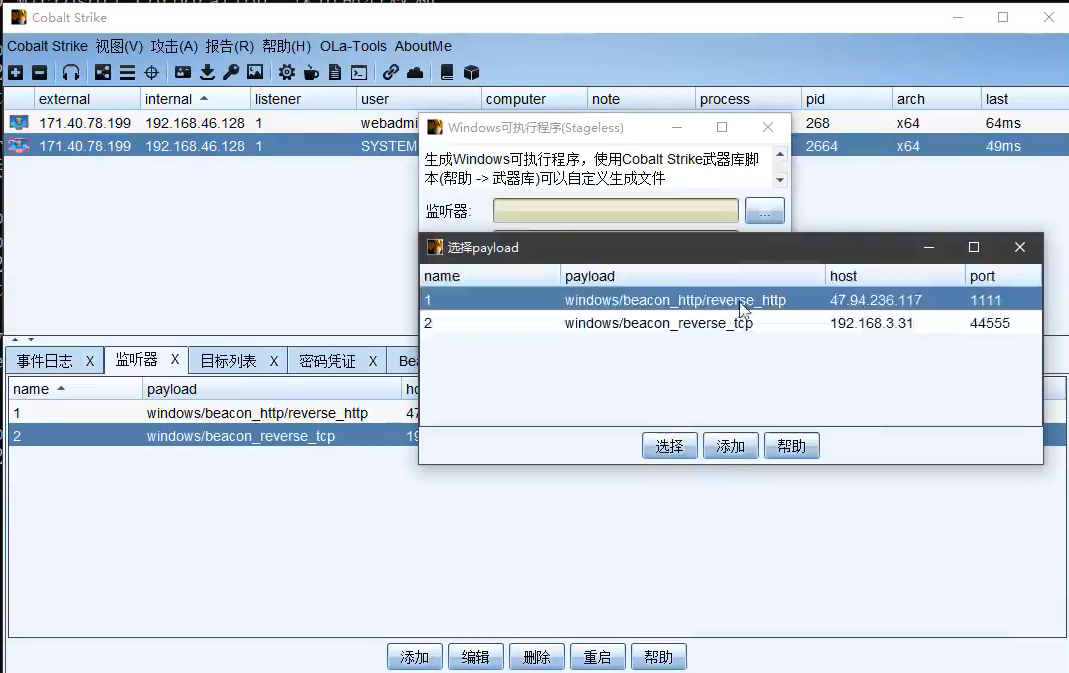 Cobalt Strike
Cobalt Strike 视图(V) 攻击(A) 报告(R) 帮助(H) OLa-Tools AboutMe
external internal listener user computer note process pid arch last
171.40.78.199 192.168.46.128 1 webadmi 268 x64 64ms
171.40.78.199 192.168.46.128 1 SYSTEM 2664 x64 49ms
Windows可执行程序(Stageless)
生成Windows可执行程序，使用Cobalt Strike武器库脚
本(帮助 -> 武器库)可以自定义生成文件
监听器:
...
选择payload
name payload host port
1 windows/beacon_http/reverse_http 47.94.236.117 1111
2 windows/beacon_reverse_tcp 192.168.3.31 44555
选择 添加 帮助
事件日志 X 监听器 X 目标列表 X 密码凭证 X Bea
name payload ho
1 windows/beacon_http/reverse_http 47
2 windows/beacon_reverse_tcp 19
添加 编辑 删除 重启 帮助